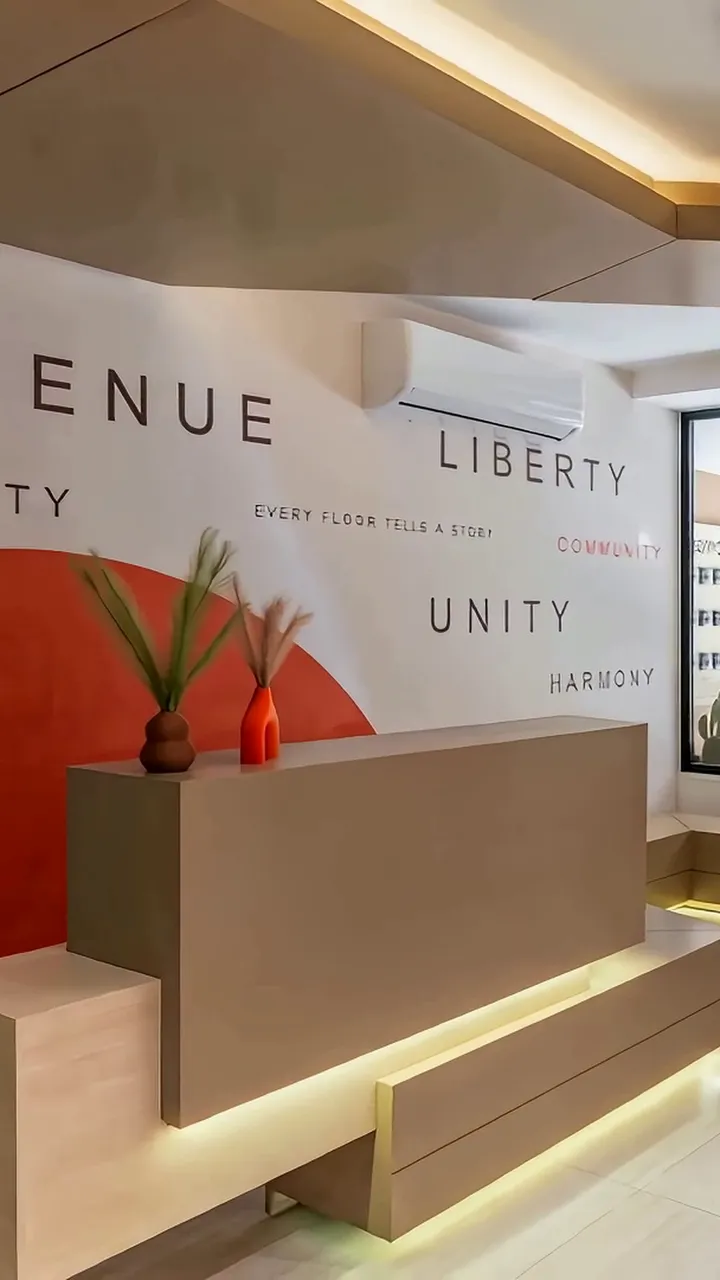 ENUE
LIBERTY
TY
EVERY FLOOR TELLS A STORY
COMMUNITY
UNITY
HARMONY